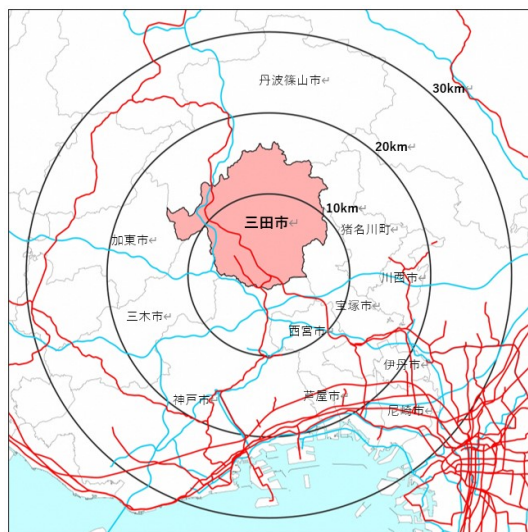 丹波篠山市↵
30km↵
20km↵
10km↵
三田市↵
猪名川町↵
加東市↵
川西市↵
宝塚市↵
三木市↵
西宮市↵
伊丹市↵
神戸市↵
芦屋市↵
尼崎市↵